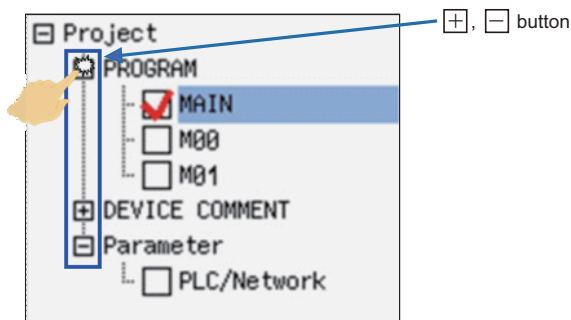 Project
PROGRAM
MAIN
M00
M01
DEVICE COMMENT
Parameter
PLC/Network
+, - button